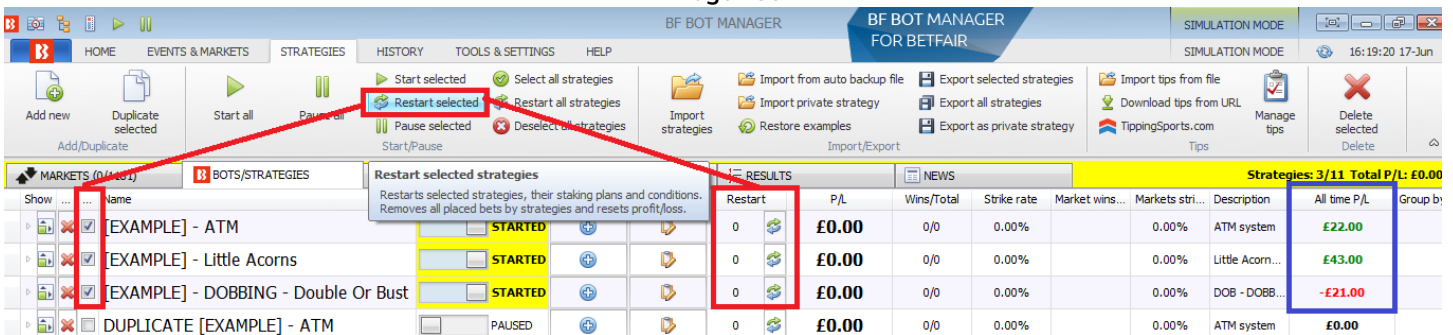 BF BOT MANAGER
BF BOT MANAGER
FOR BETFAIR
SIMULATION MODE
HOME EVENTS & MARKETS STRATEGIES HISTORY TOOLS & SETTINGS HELP
SIMULATION MODE 16:19:20 17-Jun
Add new
Duplicate selected
Add/Duplicate
Start all
Pause all
Start selected
Restart selected
Pause selected
Select all strategies
Restart all strategies
Deselect all strategies
Start/Pause
Import strategies
Import from auto backup file
Import private strategy
Restore examples
Export selected strategies
Export all strategies
Export as private strategy
Import/Export
Import tips from file
Download tips from URL
TippingSports.com
Manage tips
Tips
Delete selected
Delete
MARKETS BOTS/STRATEGIES RESULTS NEWS Strategies: 3/11 Total P/L: £0.00
Restart selected strategies
Restarts selected strategies, their staking plans and conditions.
Removes all placed bets by strategies and resets profit/loss.
Show ... ... Name Restart P/L Wins/Total Strike rate Market wins... Markets stri... Description All time P/L Group by
[EXAMPLE] - ATM STARTED 0 £0.00 0/0 0.00% 0.00% ATM system £22.00
[EXAMPLE] - Little Acorns STARTED 0 £0.00 0/0 0.00% 0.00% Little Acorn... £43.00
[EXAMPLE] - DOBBING - Double Or Bust STARTED 0 £0.00 0/0 0.00% 0.00% DOB - DOBB... -£21.00
DUPLICATE [EXAMPLE] - ATM PAUSED 0 £0.00 0/0 0.00% 0.00% ATM system £0.00